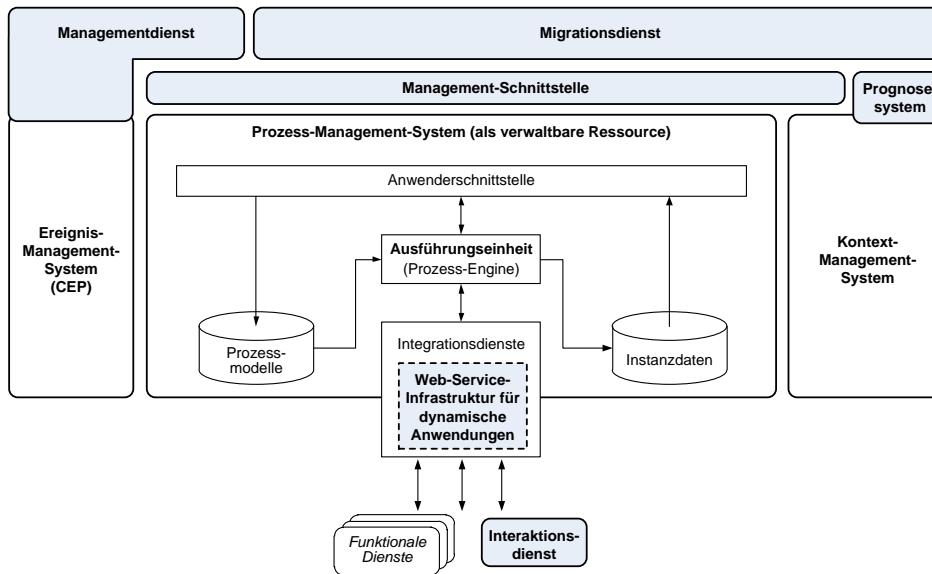 Managementdienst
Migrationsdienst
Management-Schnittstelle
Prognose-
system
Prozess-Management-System (als verwaltbare Ressource)
Anwenderschnittstelle
Ereignis-
Management-
System
(CEP)
Ausführungseinheit
(Prozess-Engine)
Kontext-
Management-
System
Prozess-
modelle
Integrationsdienste
Instanzdaten
Web-Service-
Infrastruktur für
dynamische
Anwendungen
Funktionale
Dienste
Interaktions-
dienst